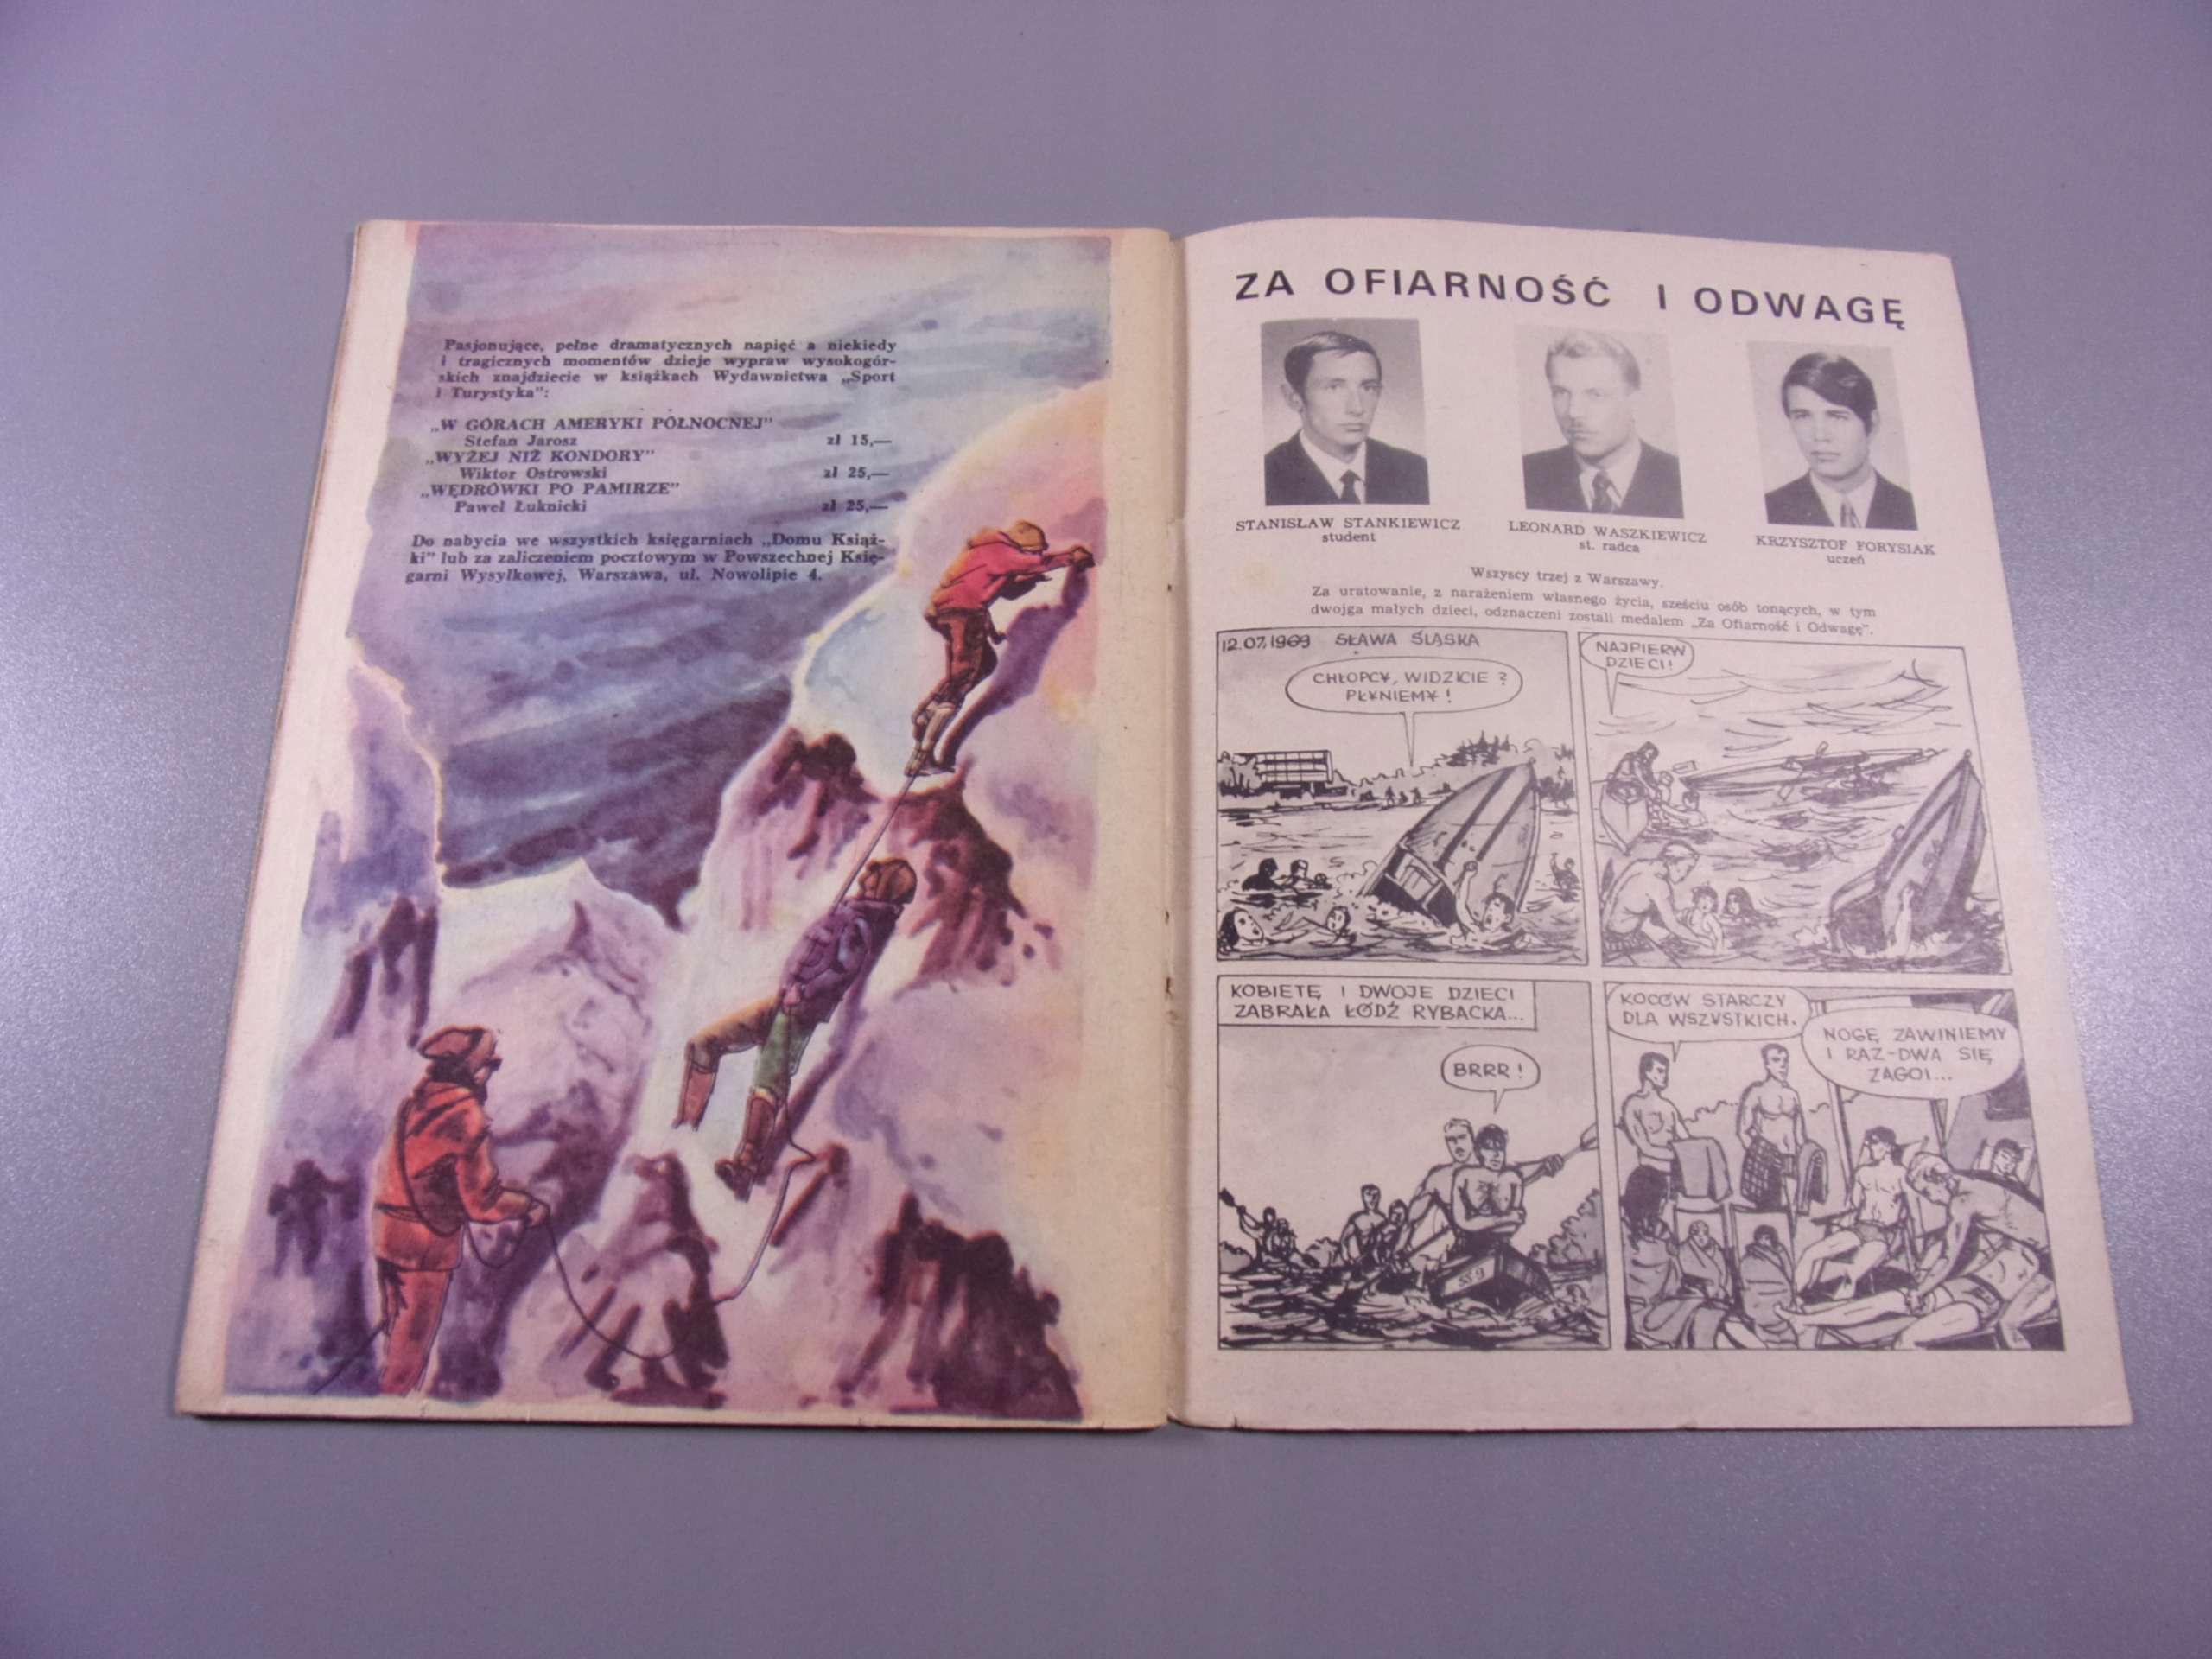 Pasjonujące, pełne dramatycznych napięć a niekiedy
i tragicznych momentów dzieje wypraw wysokogór-
skich znajdziecie w książkach Wydawnictwa „Sport
i Turystyka”:
„W GÓRACH AMERYKI PÓŁNOCNEJ”
Stefan Jarosz zł 15,—
„WYŻEJ NIŻ KONDORY”
Wiktor Ostrowski zł 25,—
„WĘDRÓWKI PO PAMIRZE”
Paweł Łuknicki zł 25,—
Do nabycia we wszystkich księgarniach „Domu Książ-
ki” lub za zaliczeniem pocztowym w Powszechnej Księ-
garni Wysyłkowej, Warszawa, ul. Nowolipie 4.
ZA OFIARNOŚĆ I ODWAGĘ
STANISŁAW STANKIEWICZ
student
LEONARD WASZKIEWICZ
st. radca
KRZYSZTOF FORYSIAK
uczeń
Wszyscy trzej z Warszawy.
Za uratowanie, z narażeniem własnego życia, sześciu osób tonących, w tym
dwojga małych dzieci, odznaczeni zostali medalem „Za Ofiarność i Odwagę”.
12.07.1969 SŁAWA ŚLĄSKA
CHŁOPCY, WIDZICIE ?
PŁYNIEMY !
NAJPIERW
DZIECI!
KOBIETĘ I DWOJE DZIECI
ZABRAŁA ŁÓDŹ RYBACKA...
BRRR !
SS 9
KOCÓW STARCZY
DLA WSZYSTKICH.
NOGĘ ZAWINIEMY
I RAZ-DWA SIĘ
ZAGOI...